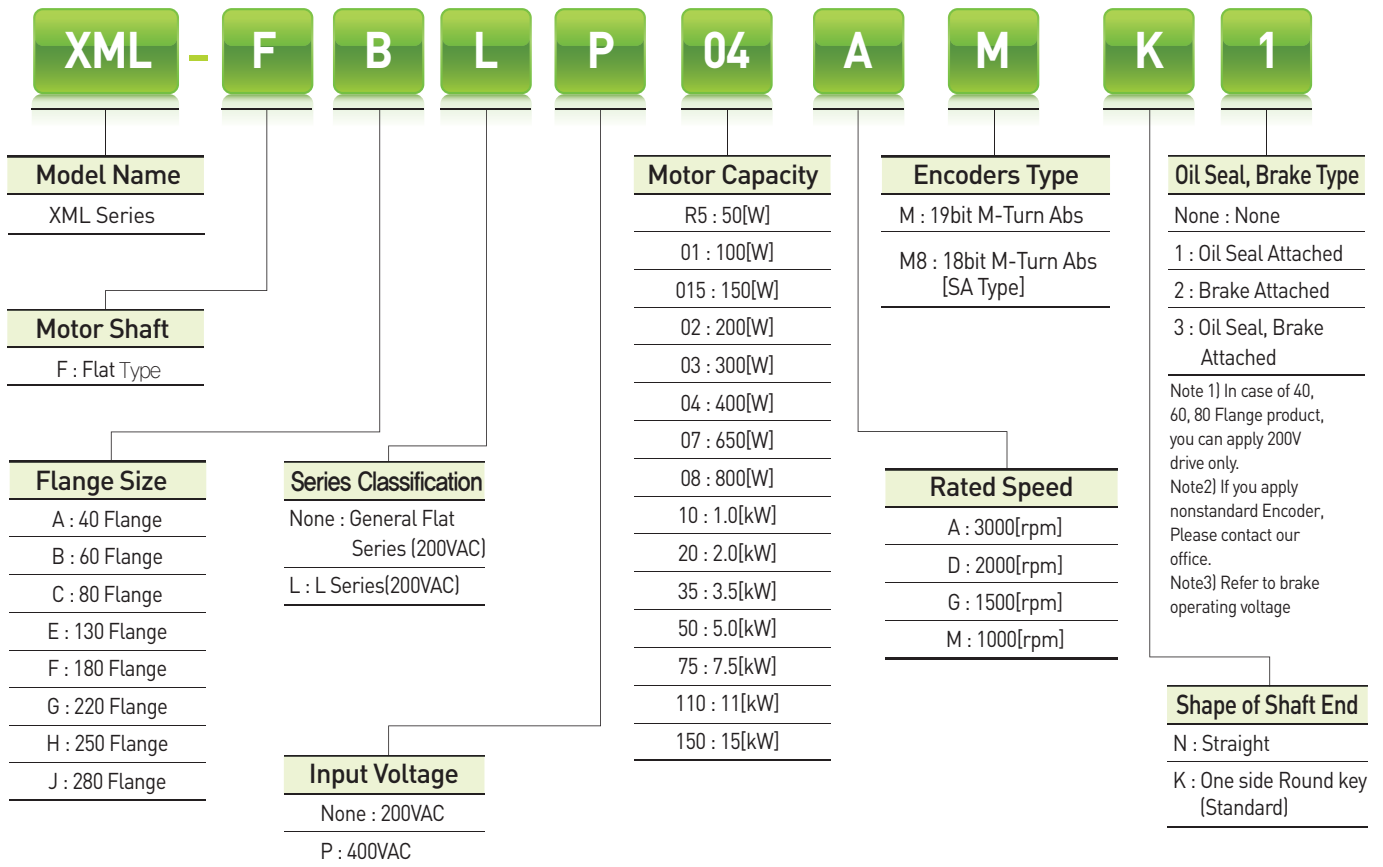 XML - F B L P 04 A M K 1
Model Name
XML Series
Motor Shaft
F : Flat Type
Flange Size
A : 40 Flange
B : 60 Flange
C : 80 Flange
E : 130 Flange
F : 180 Flange
G : 220 Flange
H : 250 Flange
J : 280 Flange
Series Classification
None : General Flat
Series (200VAC)
L : L Series(200VAC)
Input Voltage
None : 200VAC
P : 400VAC
Motor Capacity
R5 : 50[W]
01 : 100[W]
015 : 150[W]
02 : 200[W]
03 : 300[W]
04 : 400[W]
07 : 650[W]
08 : 800[W]
10 : 1.0[kW]
20 : 2.0[kW]
35 : 3.5[kW]
50 : 5.0[kW]
75 : 7.5[kW]
110 : 11[kW]
150 : 15[kW]
Encoders Type
M : 19bit M-Turn Abs
M8 : 18bit M-Turn Abs
[SA Type]
Rated Speed
A : 3000[rpm]
D : 2000[rpm]
G : 1500[rpm]
M : 1000[rpm]
Oil Seal, Brake Type
None : None
1 : Oil Seal Attached
2 : Brake Attached
3 : Oil Seal, Brake
Attached
Note 1) In case of 40,
60, 80 Flange product,
you can apply 200V
drive only.
Note2) If you apply
nonstandard Encoder,
Please contact our
office.
Note3) Refer to brake
operating voltage
Shape of Shaft End
N : Straight
K : One side Round key
(Standard)